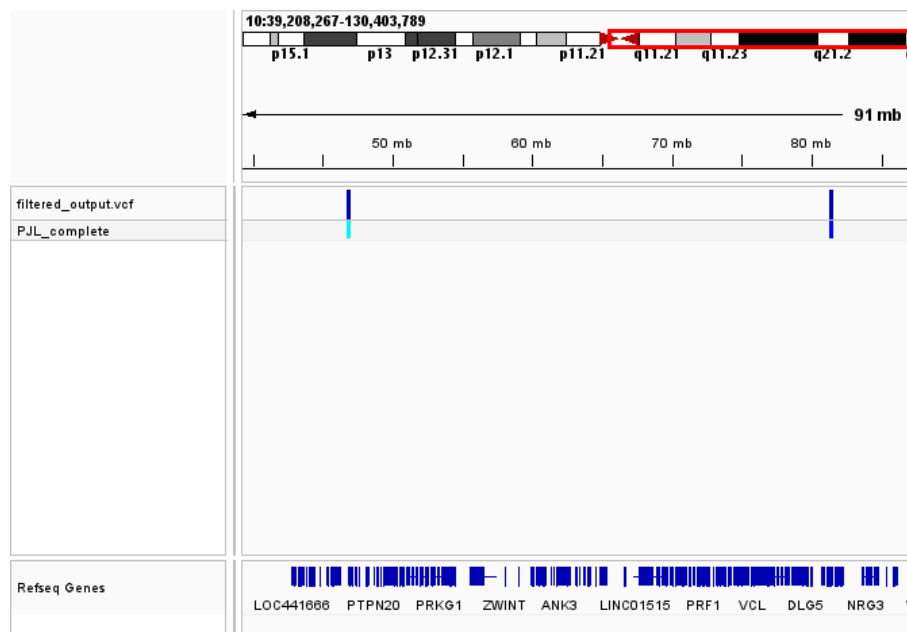 10:39,208,267-130,403,789
p15.1 p13 p12.31 p12.1 p11.21 q11.21 q11.23 q21.2
91 mb
50 mb 60 mb 70 mb 80 mb
filtered_output.vcf
PJL_complete
Refseq Genes
LOC441666 PTPN20 PRKG1 ZWINT ANK3 LINC01515 PRF1 VCL DLG5 NRG3